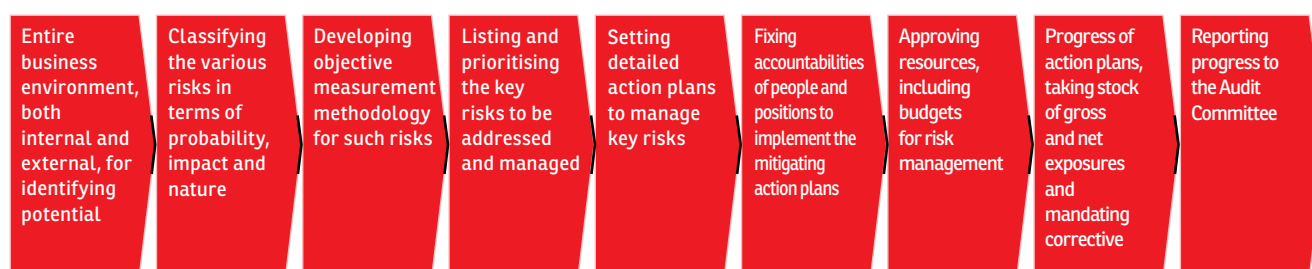 Entire
business
environment,
both
internal and
external, for
identifying
potential
Classifying
the various
risks in
terms of
probability,
impact and
nature
Developing
objective
measurement
methodology
for such risks
Listing and
prioritising
the key
risks to be
addressed
and managed
Setting
detailed
action plans
to manage
key risks
Fixing
accountabilities
of people and
positions to
implement the
mitigating
action plans
Approving
resources,
including
budgets
for risk
management
Progress of
action plans,
taking stock
of gross
and net
exposures
and
mandating
corrective
Reporting
progress to
the Audit
Committee